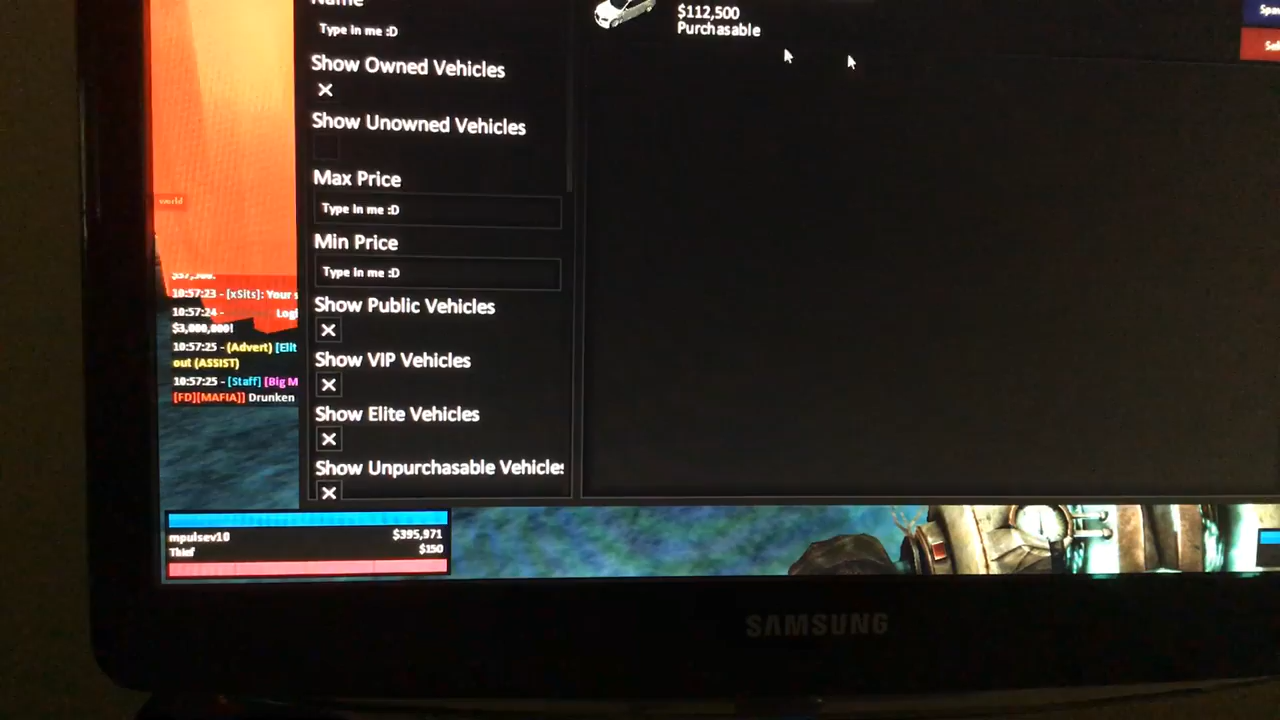 Name
Type in me :D
Show Owned Vehicles
Show Unowned Vehicles
Max Price
Type in me :D
Min Price
Type in me :D
Show Public Vehicles
Show VIP Vehicles
Show Elite Vehicles
Show Unpurchasable Vehicles
$112,500
Purchasable
world
10:57:23 - [xSits]: Your s
10:57:24 - Logi
$3,000,000!
10:57:25 - (Advert) [Elit
out (ASSIST)
10:57:25 - [Staff] [Big M
[FD][MAFIA]] Drunken
mpulsev10
$395,971
Thief
$150
SAMSUNG